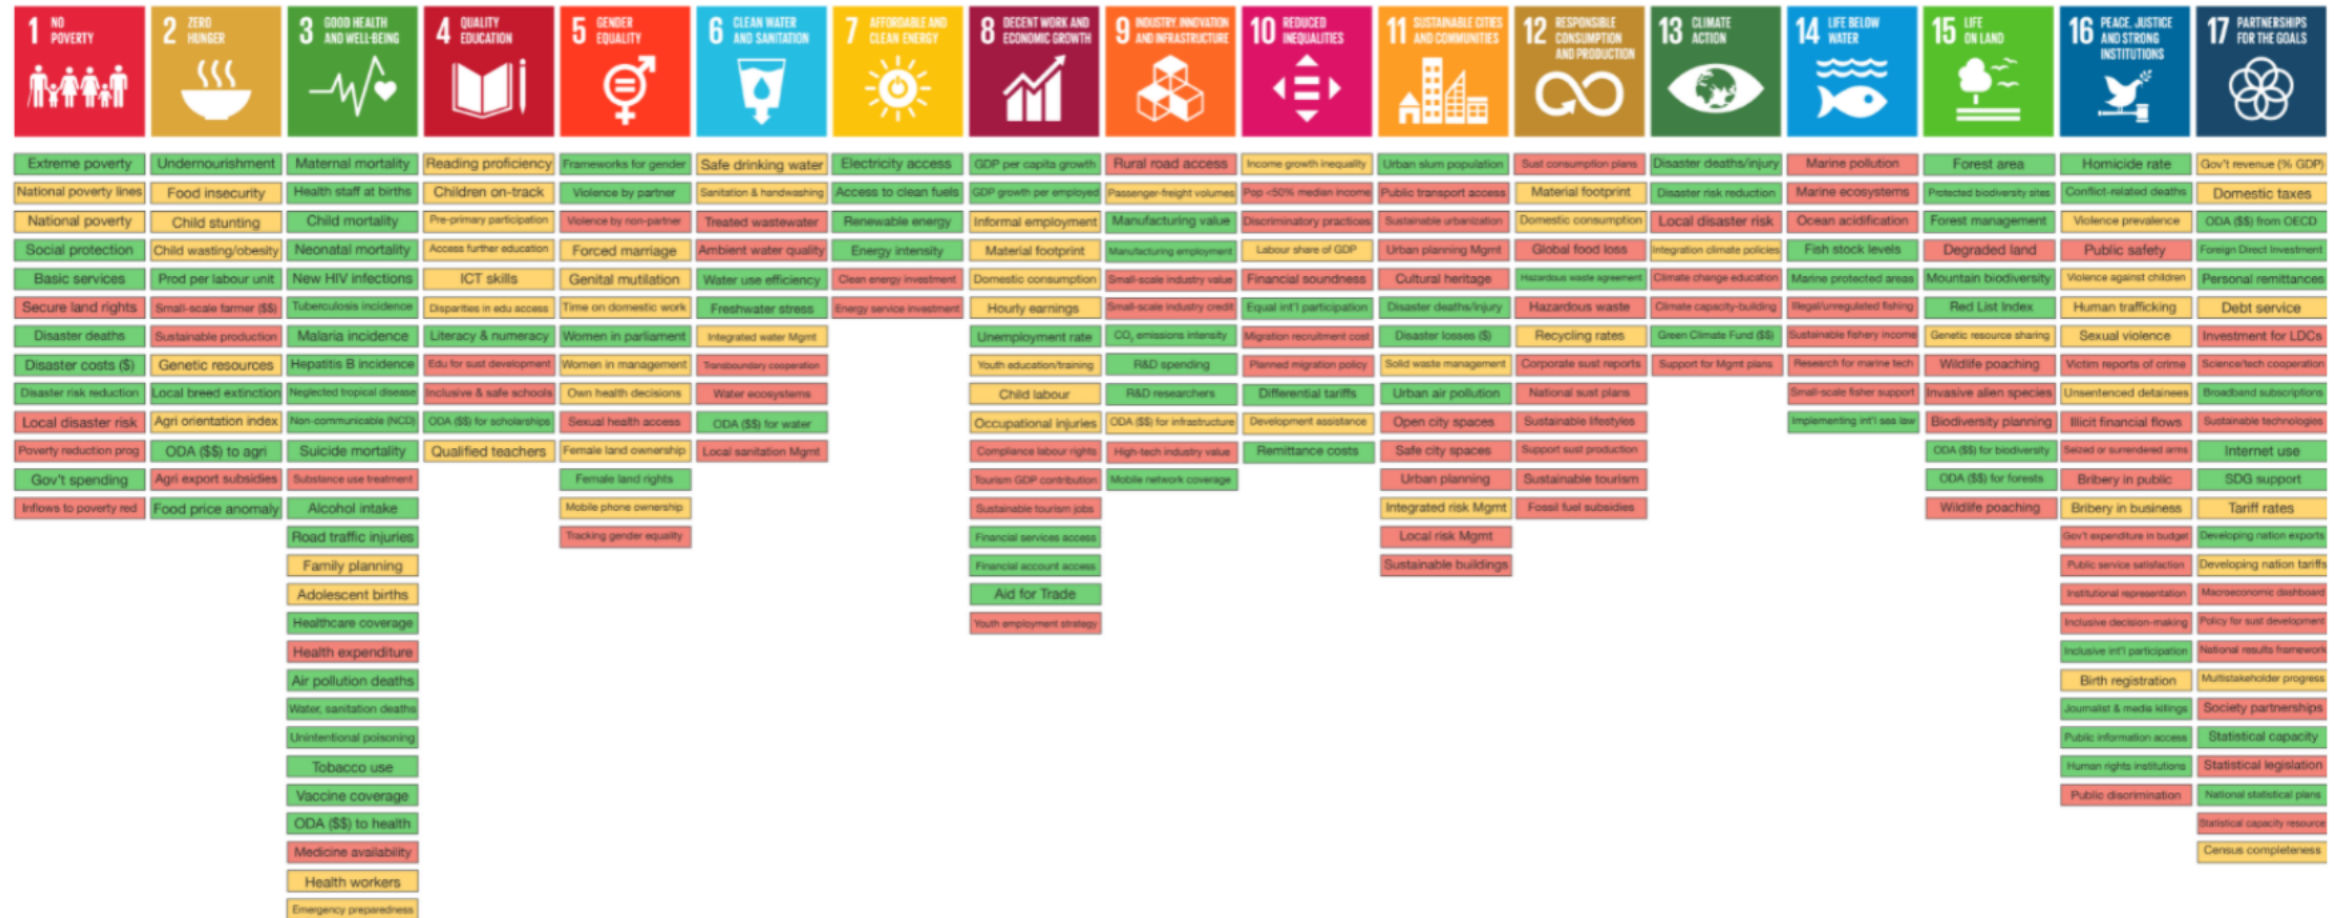 1 NO
POVERTY
2 ZERO
HUNGER
3 GOOD HEALTH
AND WELL-BEING
4 QUALITY
EDUCATION
5 GENDER
EQUALITY
6 CLEAN WATER
AND SANITATION
7 AFFORDABLE AND
CLEAN ENERGY
8 DECENT WORK AND
ECONOMIC GROWTH
9 INDUSTRY, INNOVATION
AND INFRASTRUCTURE
10 REDUCED
INEQUALITIES
11 SUSTAINABLE CITIES
AND COMMUNITIES
12 RESPONSIBLE
CONSUMPTION
AND PRODUCTION
13 CLIMATE
ACTION
14 LIFE BELOW
WATER
15 LIFE
ON LAND
16 PEACE, JUSTICE
AND STRONG
INSTITUTIONS
17 PARTNERSHIPS
FOR THE GOALS
Extreme poverty
National poverty lines
National poverty
Social protection
Basic services
Secure land rights
Disaster deaths
Disaster costs ($)
Disaster risk reduction
Local disaster risk
Poverty reduction prog
Gov't spending
Inflows to poverty red
Undernourishment
Food insecurity
Child stunting
Child wasting/obesity
Prod per labour unit
Small-scale farmer ($$)
Sustainable production
Genetic resources
Local breed extinction
Agri orientation index
ODA ($$) to agri
Agri export subsidies
Food price anomaly
Maternal mortality
Health staff at births
Child mortality
Neonatal mortality
New HIV infections
Tuberculosis incidence
Malaria incidence
Hepatitis B incidence
Neglected tropical disease
Non-communicable (NCD)
Suicide mortality
Substance use treatment
Alcohol intake
Road traffic injuries
Family planning
Adolescent births
Healthcare coverage
Health expenditure
Air pollution deaths
Water, sanitation deaths
Unintentional poisoning
Tobacco use
Vaccine coverage
ODA ($$) to health
Medicine availability
Health workers
Emergency preparedness
Reading proficiency
Children on-track
Pre-primary participation
Access further education
ICT skills
Disparities in edu access
Literacy & numeracy
Edu for sust development
Inclusive & safe schools
ODA ($$) for scholarships
Qualified teachers
Frameworks for gender
Violence by partner
Violence by non-partner
Forced marriage
Genital mutilation
Time on domestic work
Women in parliament
Women in management
Own health decisions
Sexual health access
Female land ownership
Female land rights
Mobile phone ownership
Tracking gender equality
Safe drinking water
Sanitation & handwashing
Treated wastewater
Ambient water quality
Water use efficiency
Freshwater stress
Integrated water Mgmt
Transboundary cooperation
Water ecosystems
ODA ($$) for water
Local sanitation Mgmt
Electricity access
Access to clean fuels
Renewable energy
Energy intensity
Clean energy investment
Energy service investment
GDP per capita growth
GDP growth per employed
Informal employment
Material footprint
Domestic consumption
Hourly earnings
Unemployment rate
Youth education/training
Child labour
Occupational injuries
Compliance labour rights
Tourism GDP contribution
Sustainable tourism jobs
Financial services access
Financial account access
Aid for Trade
Youth employment strategy
Rural road access
Passenger-freight volumes
Manufacturing value
Manufacturing employment
Small-scale industry value
Small-scale industry credit
CO₂ emissions intensity
R&D spending
R&D researchers
ODA ($$) for infrastructure
High-tech industry value
Mobile network coverage
Income growth inequality
Pop <50% median income
Discriminatory practices
Labour share of GDP
Financial soundness
Equal int'l participation
Migration recruitment cost
Planned migration policy
Differential tariffs
Development assistance
Remittance costs
Urban slum population
Public transport access
Sustainable urbanization
Urban planning Mgmt
Cultural heritage
Disaster deaths/injury
Disaster losses ($)
Solid waste management
Urban air pollution
Open city spaces
Safe city spaces
Urban planning
Integrated risk Mgmt
Local risk Mgmt
Sustainable buildings
Sust consumption plans
Material footprint
Domestic consumption
Global food loss
Hazardous waste agreement
Hazardous waste
Recycling rates
Corporate sust reports
National sust plans
Sustainable lifestyles
Support sust production
Sustainable tourism
Fossil fuel subsidies
Disaster deaths/injury
Disaster risk reduction
Local disaster risk
Integration climate policies
Climate change education
Climate capacity-building
Green Climate Fund ($$)
Support for Mgmt plans
Marine pollution
Marine ecosystems
Ocean acidification
Fish stock levels
Marine protected areas
Illegal/unregulated fishing
Sustainable fishery income
Research for marine tech
Small-scale fisher support
Implementing int'l sea law
Forest area
Protected biodiversity sites
Forest management
Degraded land
Mountain biodiversity
Red List Index
Genetic resource sharing
Wildlife poaching
Invasive alien species
Biodiversity planning
ODA ($$) for biodiversity
ODA ($$) for forests
Wildlife poaching
Homicide rate
Conflict-related deaths
Violence prevalence
Public safety
Violence against children
Human trafficking
Sexual violence
Victim reports of crime
Unsentenced detainees
Illicit financial flows
Seized or surrendered arms
Bribery in public
Bribery in business
Gov't expenditure in budget
Public service satisfaction
Institutional representation
Inclusive decision-making
Inclusive int'l participation
Birth registration
Journalist & media killings
Public information access
Human rights institutions
Public discrimination
Gov't revenue (% GDP)
Domestic taxes
ODA ($$) from OECD
Foreign Direct Investment
Personal remittances
Debt service
Investment for LDCs
Science/tech cooperation
Broadband subscriptions
Sustainable technologies
Internet use
SDG support
Tariff rates
Developing nation exports
Developing nation tariffs
Macroeconomic dashboard
Policy for sust development
National results framework
Multistakeholder progress
Society partnerships
Statistical capacity
Statistical legislation
National statistical plans
Statistical capacity resource
Census completeness